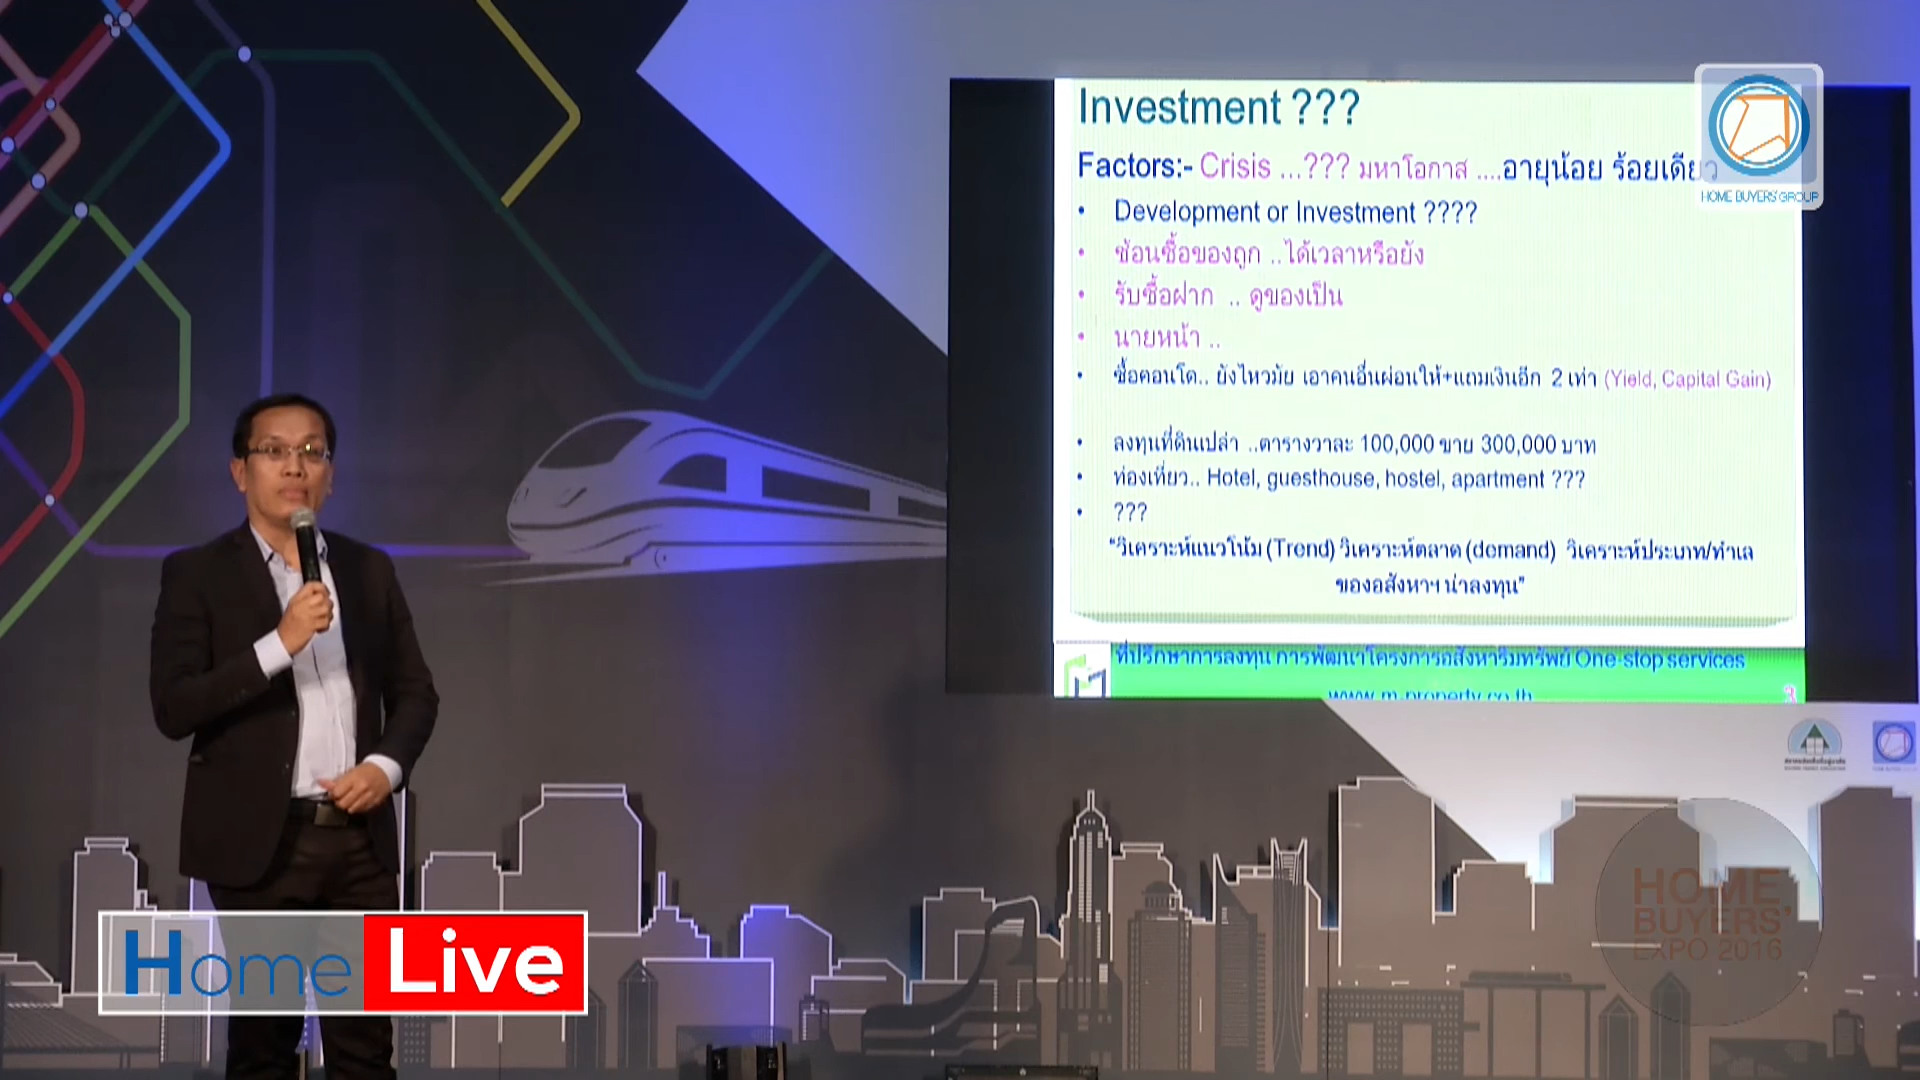 Investment ???
Factors:- Crisis ...??? มหาโอกาส ....อายุน้อย ร้อยเดียว
• Development or Investment ????
• ช้อนซื้อของถูก ..ได้เวลาหรือยัง
• รับซื้อฝาก .. ดูของเป็น
• นายหน้า ..
• ซื้อคอนโด.. ยังไหวมัย เอาคนอื่นผ่อนให้+แถมเงินอีก 2 เท่า (Yield, Capital Gain)
• ลงทุนที่ดินเปล่า ..ตารางวาละ 100,000 ขาย 300,000 บาท
• ท่องเที่ยว.. Hotel, guesthouse, hostel, apartment ???
• ???
"วิเคราะห์แนวโน้ม (Trend) วิเคราะห์ตลาด (demand) วิเคราะห์ประเภท/ทำเล
ของอสังหาฯ น่าลงทุน"
ที่ปรึกษาการลงทุน การพัฒนาโครงการอสังหาริมทรัพย์ One-stop services
www.m-property.co.th
3
HOME BUYERS' GROUP
HOME
BUYERS'
EXPO 2016
Home Live